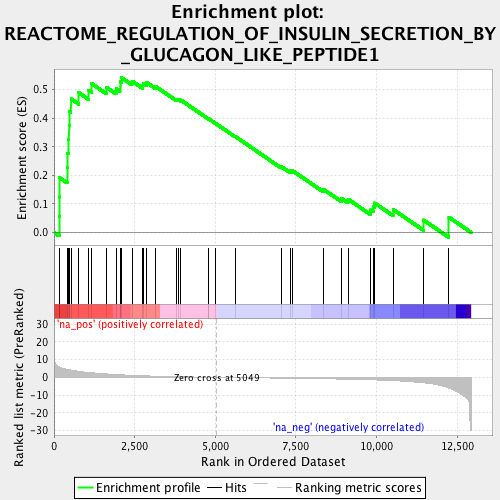 Enrichment plot:
REACTOME_REGULATION_OF_INSULIN_SECRETION_BY
_GLUCAGON_LIKE_PEPTIDE1
Enrichment score (ES)
0.5
0.4
0.3
0.2
0.1
0.0
'na_pos' (positively correlated)
Ranked list metric (PreRanked)
30
20
10
0
-10
-20
-30
Zero cross at 5049
'na_neg' (negatively correlated)
0
2,500
5,000
7,500
10,000
12,500
Rank in Ordered Dataset
Enrichment profile
Hits
Ranking metric scores